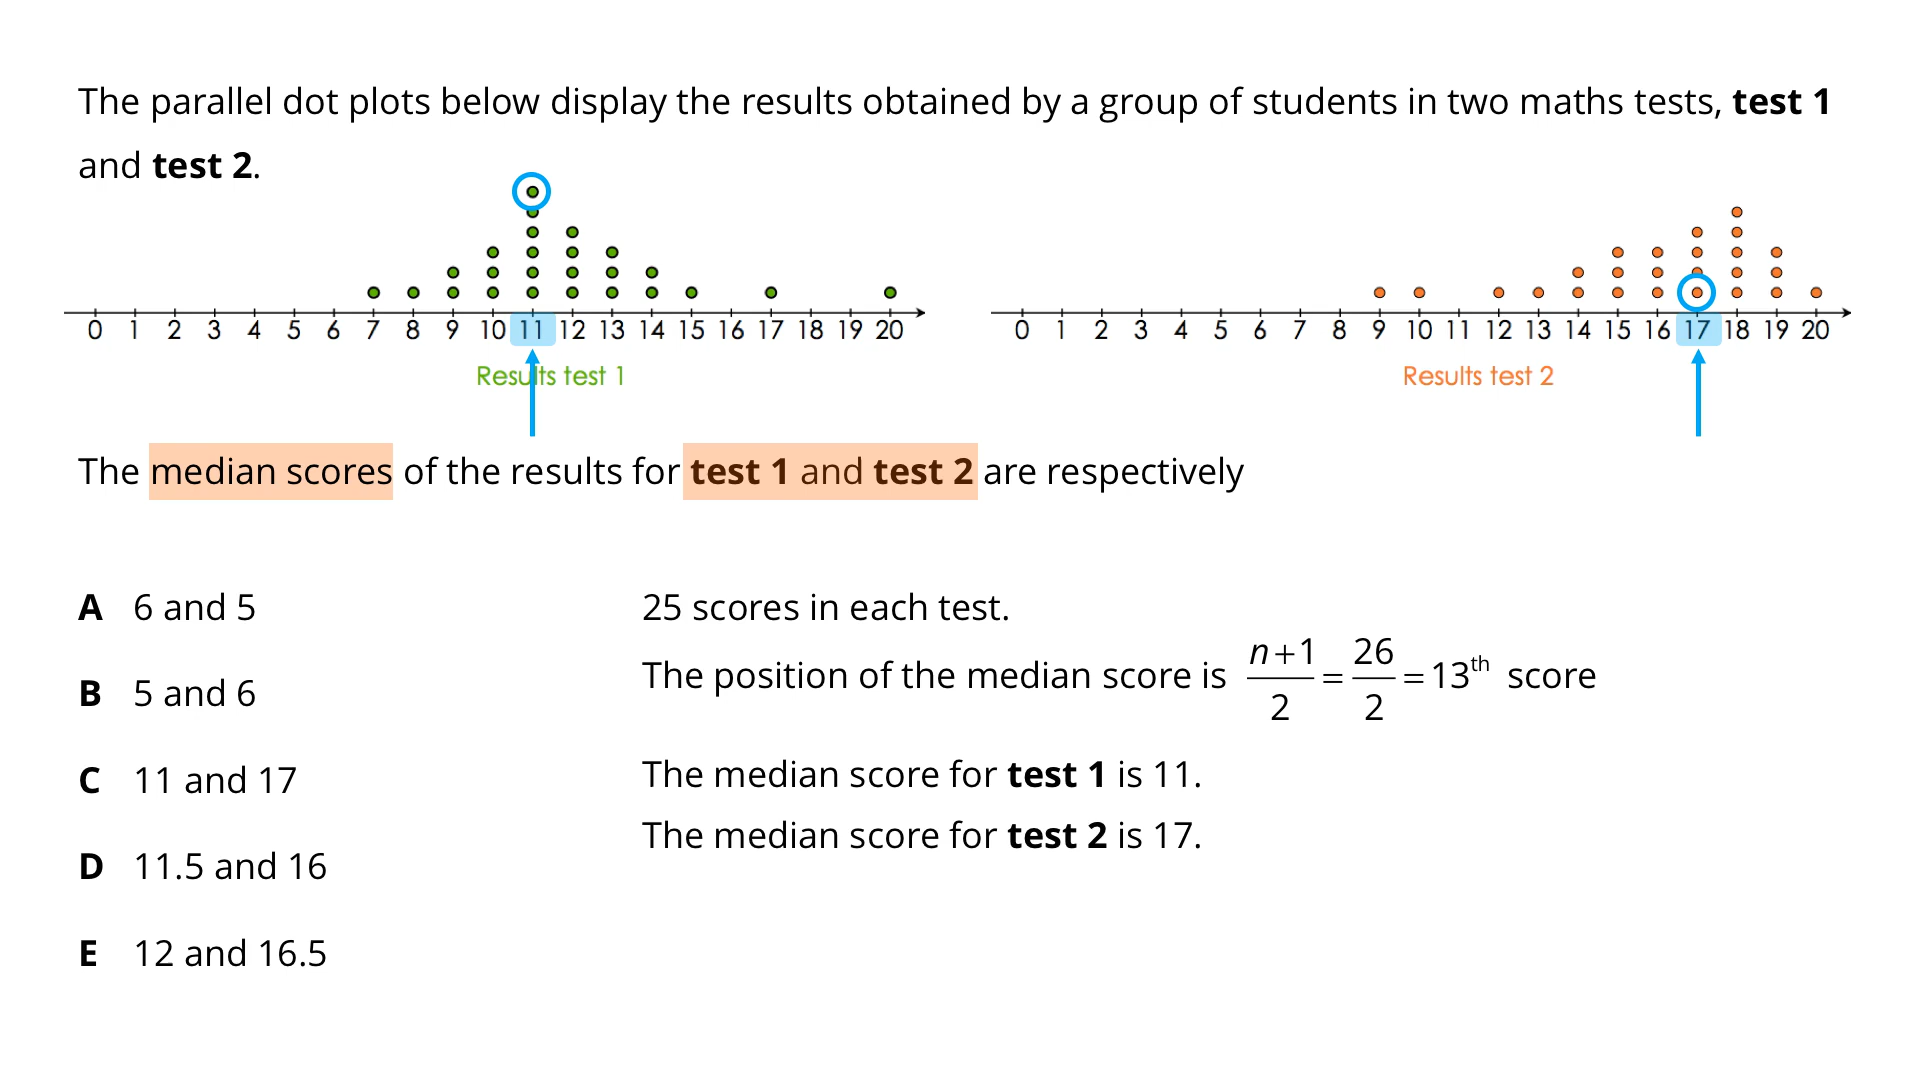 The parallel dot plots below display the results obtained by a group of students in two maths tests, test 1
and test 2.
0 1 2 3 4 5 6 7 8 9 10 11 12 13 14 15 16 17 18 19 20
Results test 1
0 1 2 3 4 5 6 7 8 9 10 11 12 13 14 15 16 17 18 19 20
Results test 2
The median scores of the results for test 1 and test 2 are respectively
A 6 and 5
B 5 and 6
C 11 and 17
D 11.5 and 16
E 12 and 16.5
25 scores in each test.
The position of the median score is n+1/2 = 26/2 = 13th score
The median score for test 1 is 11.
The median score for test 2 is 17.